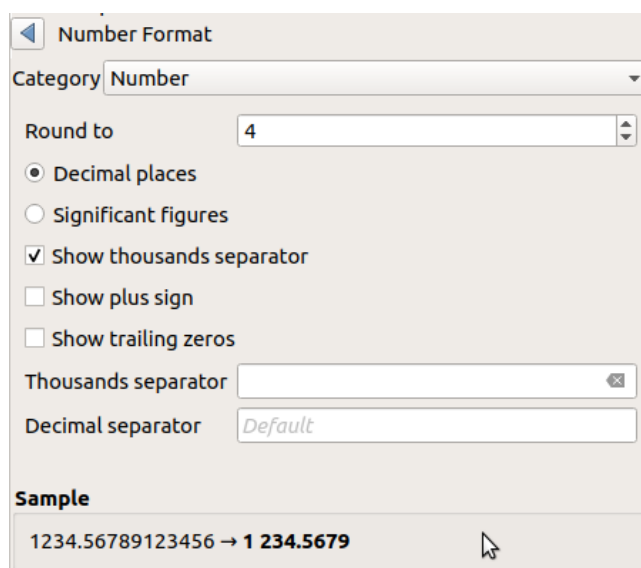 Number Format
Category Number
Round to 4
Decimal places
Significant figures
Show thousands separator
Show plus sign
Show trailing zeros
Thousands separator
Decimal separator Default
Sample
1234.56789123456 → 1 234.5679